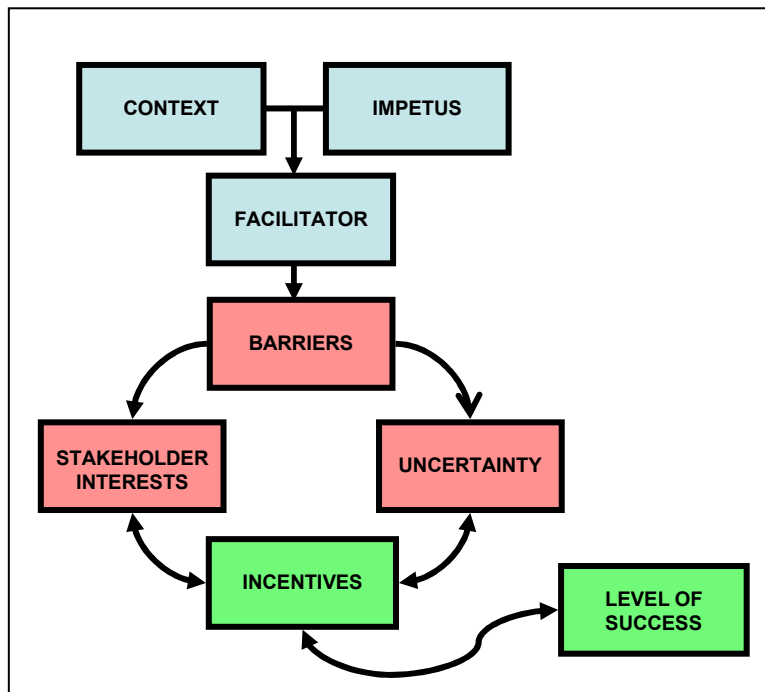 CONTEXT
IMPETUS
FACILITATOR
BARRIERS
STAKEHOLDER
INTERESTS
UNCERTAINTY
INCENTIVES
LEVEL OF
SUCCESS